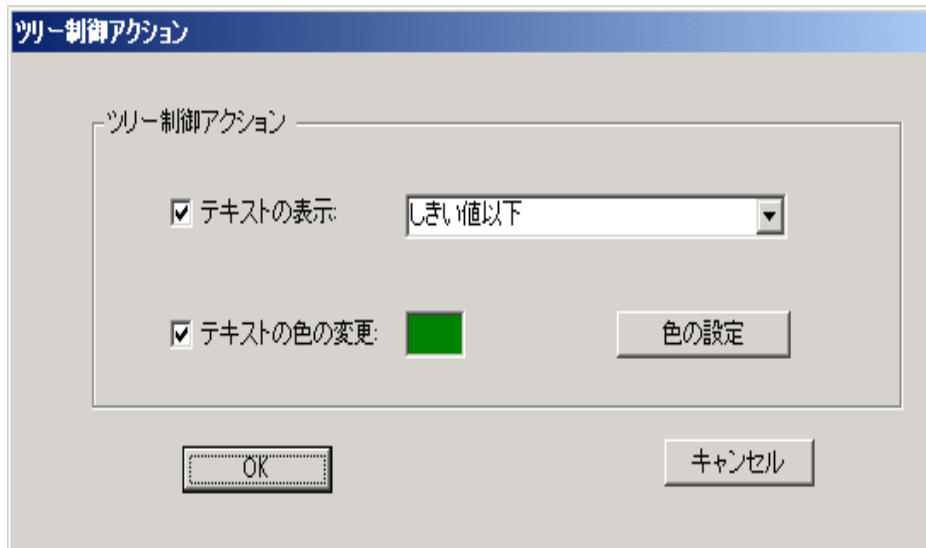 ツリー制御アクション
ツリー制御アクション
テキストの表示:
しきい値以下
テキストの色の変更:
色の設定
OK
キャンセル